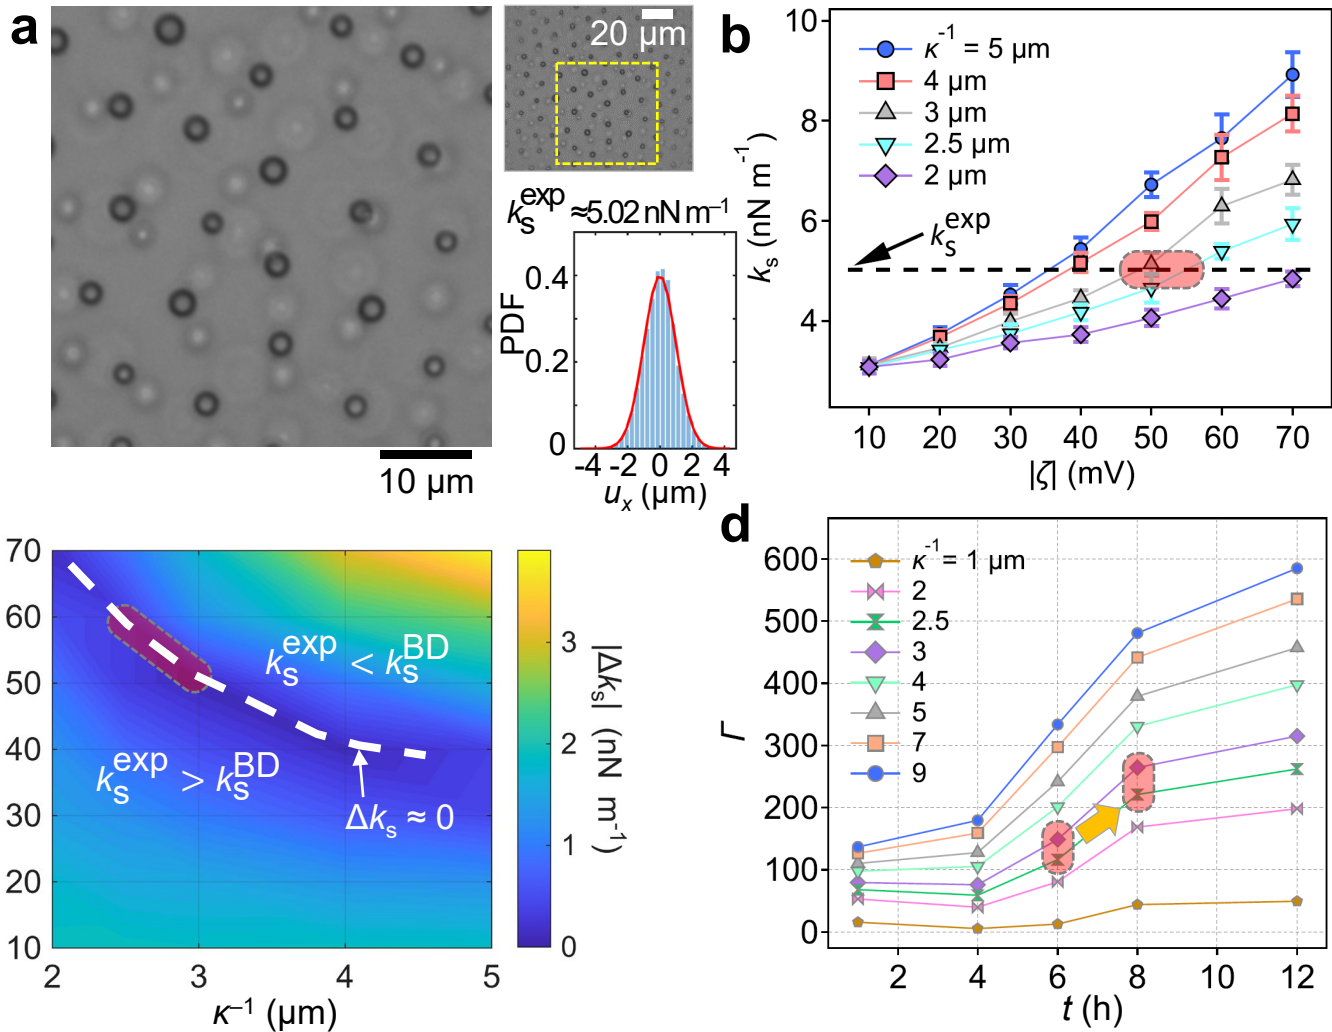 a
20 μm
10 μm
k_s^exp ≈5.02 nN m⁻¹
PDF
0.4
0.2
0
-4 -2 0 2 4
u_x (μm)
b
κ⁻¹ = 5 μm
4 μm
3 μm
2.5 μm
2 μm
k_s^exp
k_s (nN m⁻¹)
10
8
6
4
10 20 30 40 50 60 70
|ζ| (mV)
70
60
50
40
30
20
10
k_s^exp < k_s^BD
k_s^exp > k_s^BD
Δk_s ≈ 0
2 3 4 5
κ⁻¹ (μm)
3
2
1
0
|Δk_s| (nN m⁻¹)
d
κ⁻¹ = 1 μm
2
2.5
3
4
5
7
9
Γ
600
500
400
300
200
100
0
2 4 6 8 10 12
t (h)